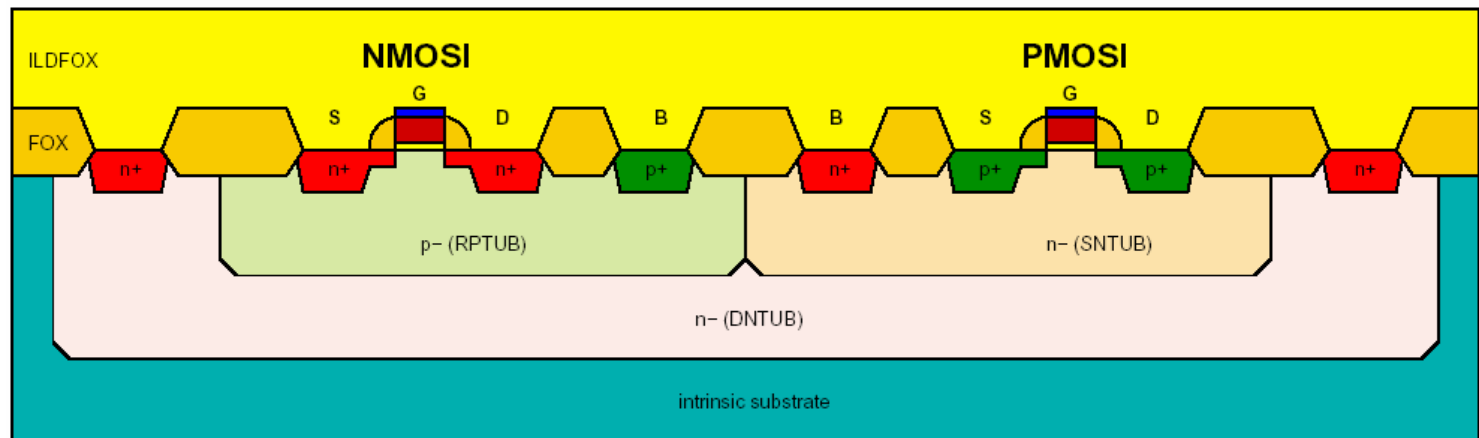 ILDFOX
NMOSI
PMOSI
G
G
S
D
B
B
S
D
FOX
n+
n+
n+
p+
n+
p+
p+
n+
p− (RPTUB)
n− (SNTUB)
n− (DNTUB)
intrinsic substrate